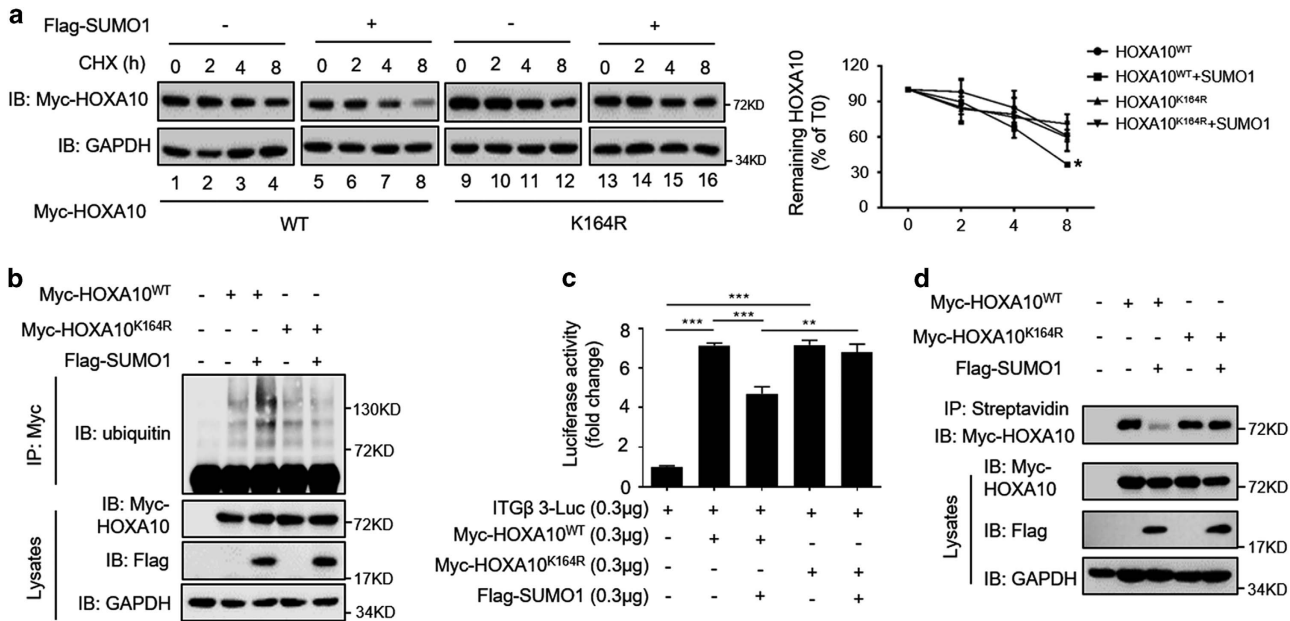 a
Flag-SUMO1 - + - +
CHX (h) 0 2 4 8 0 2 4 8 0 2 4 8 0 2 4 8
IB: Myc-HOXA10 72KD
IB: GAPDH 34KD
1 2 3 4 5 6 7 8 9 10 11 12 13 14 15 16
Myc-HOXA10 WT K164R
Remaining HOXA10
(% of T0)
120
90
60
30
0
0 2 4 8
*
HOXA10WT
HOXA10WT+SUMO1
HOXA10K164R
HOXA10K164R+SUMO1
b
Myc-HOXA10WT - + + - -
Myc-HOXA10K164R - - - + +
Flag-SUMO1 - - + - +
IP: Myc
IB: ubiquitin
130KD
72KD
Lysates
IB: Myc-
HOXA10 72KD
IB: Flag
17KD
IB: GAPDH
34KD
c
Luciferase activity
(fold change)
8
6
4
2
0
***
*** *** **
ITGβ 3-Luc (0.3μg) + + + + +
Myc-HOXA10WT (0.3μg) - + + - -
Myc-HOXA10K164R (0.3μg) - - - + +
Flag-SUMO1 (0.3μg) - - + - +
d
Myc-HOXA10WT - + + - -
Myc-HOXA10K164R - - - + +
Flag-SUMO1 - - + - +
IP: Streptavidin
IB: Myc-HOXA10 72KD
Lysates
IB: Myc-
HOXA10 72KD
IB: Flag
17KD
IB: GAPDH
34KD